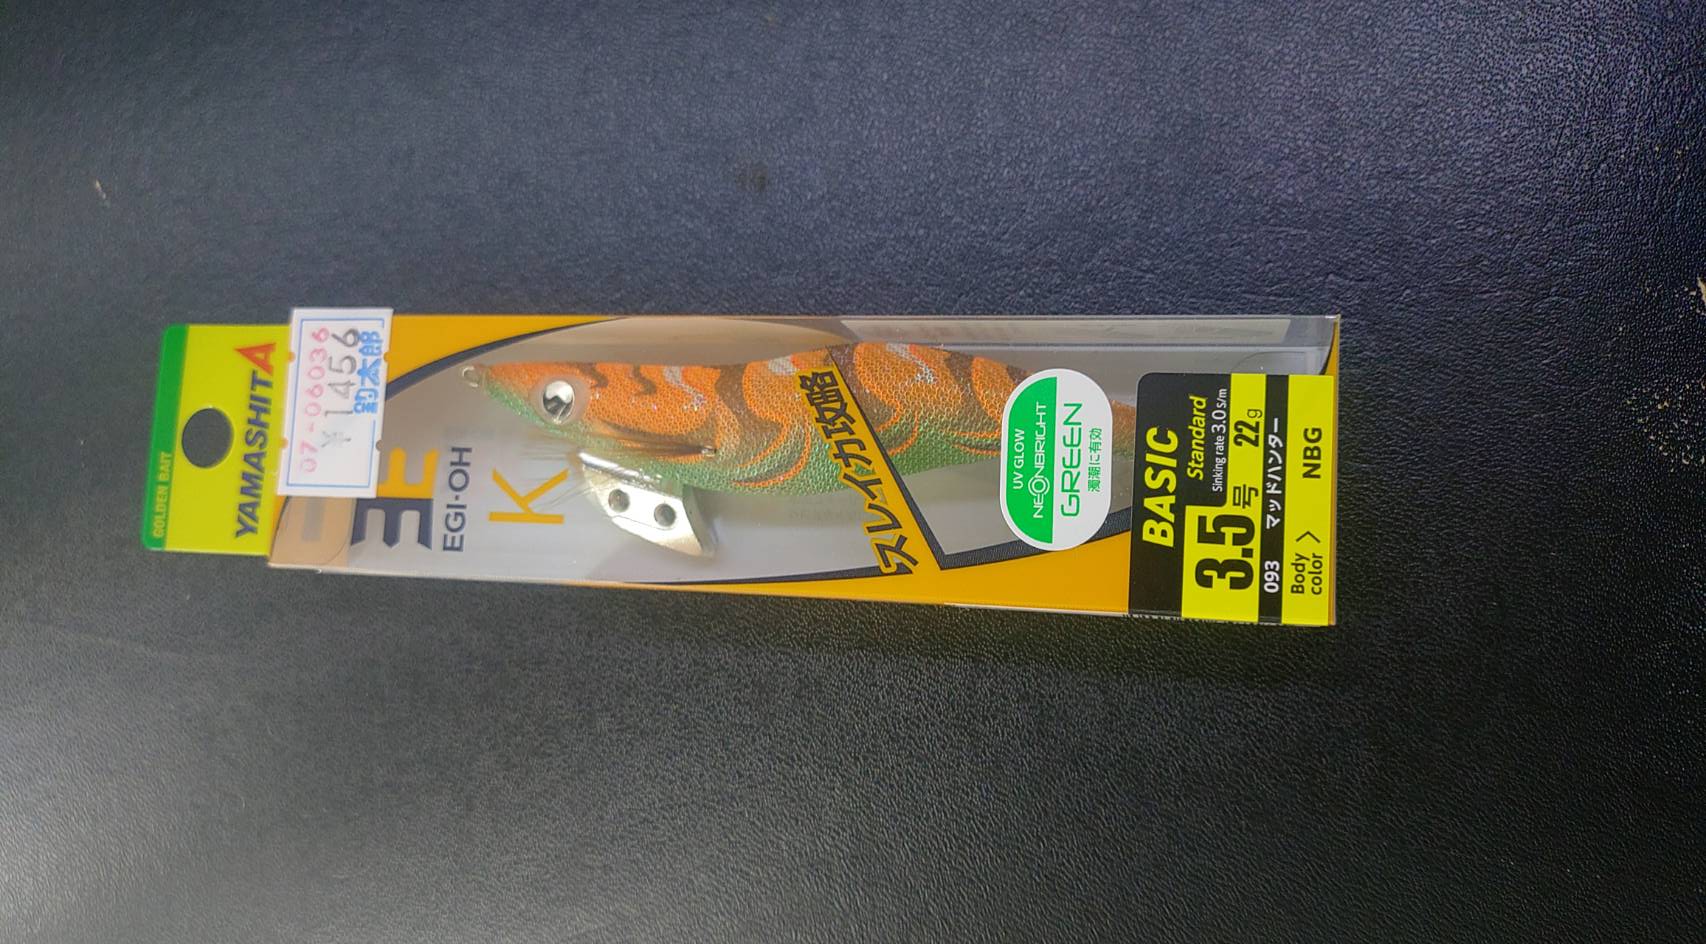 GOLDEN BAIT
YAMASHITA
07-06036
¥1456
釣太郎
EGI-OH
K
スレイカ攻略
UV GLOW
NEONBRIGHT
GREEN
濁潮に有効
BASIC
Standard
Sinking rate 3.0 s/m
3.5号 22g
093 マッドハンター
Body color > NBG